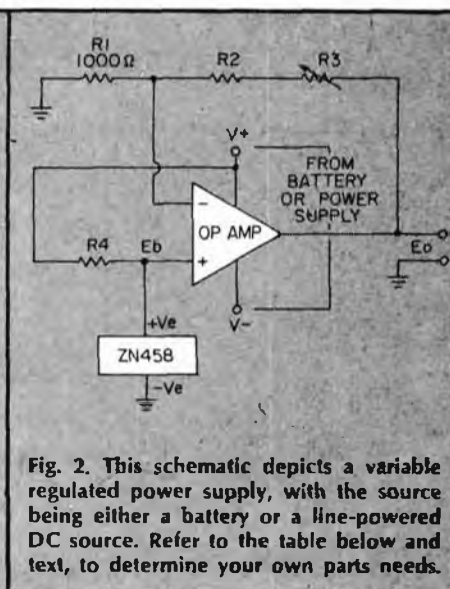 R1
1000Ω
R2
R3
V+
FROM
BATTERY
OR POWER
SUPPLY
-
OP AMP
+
R4
Eb
Eo
V-
+Ve
ZN458
-Ve
Fig. 2. This schematic depicts a variable
regulated power supply, with the source
being either a battery or a line-powered
DC source. Refer to the table below and
text, to determine your own parts needs.